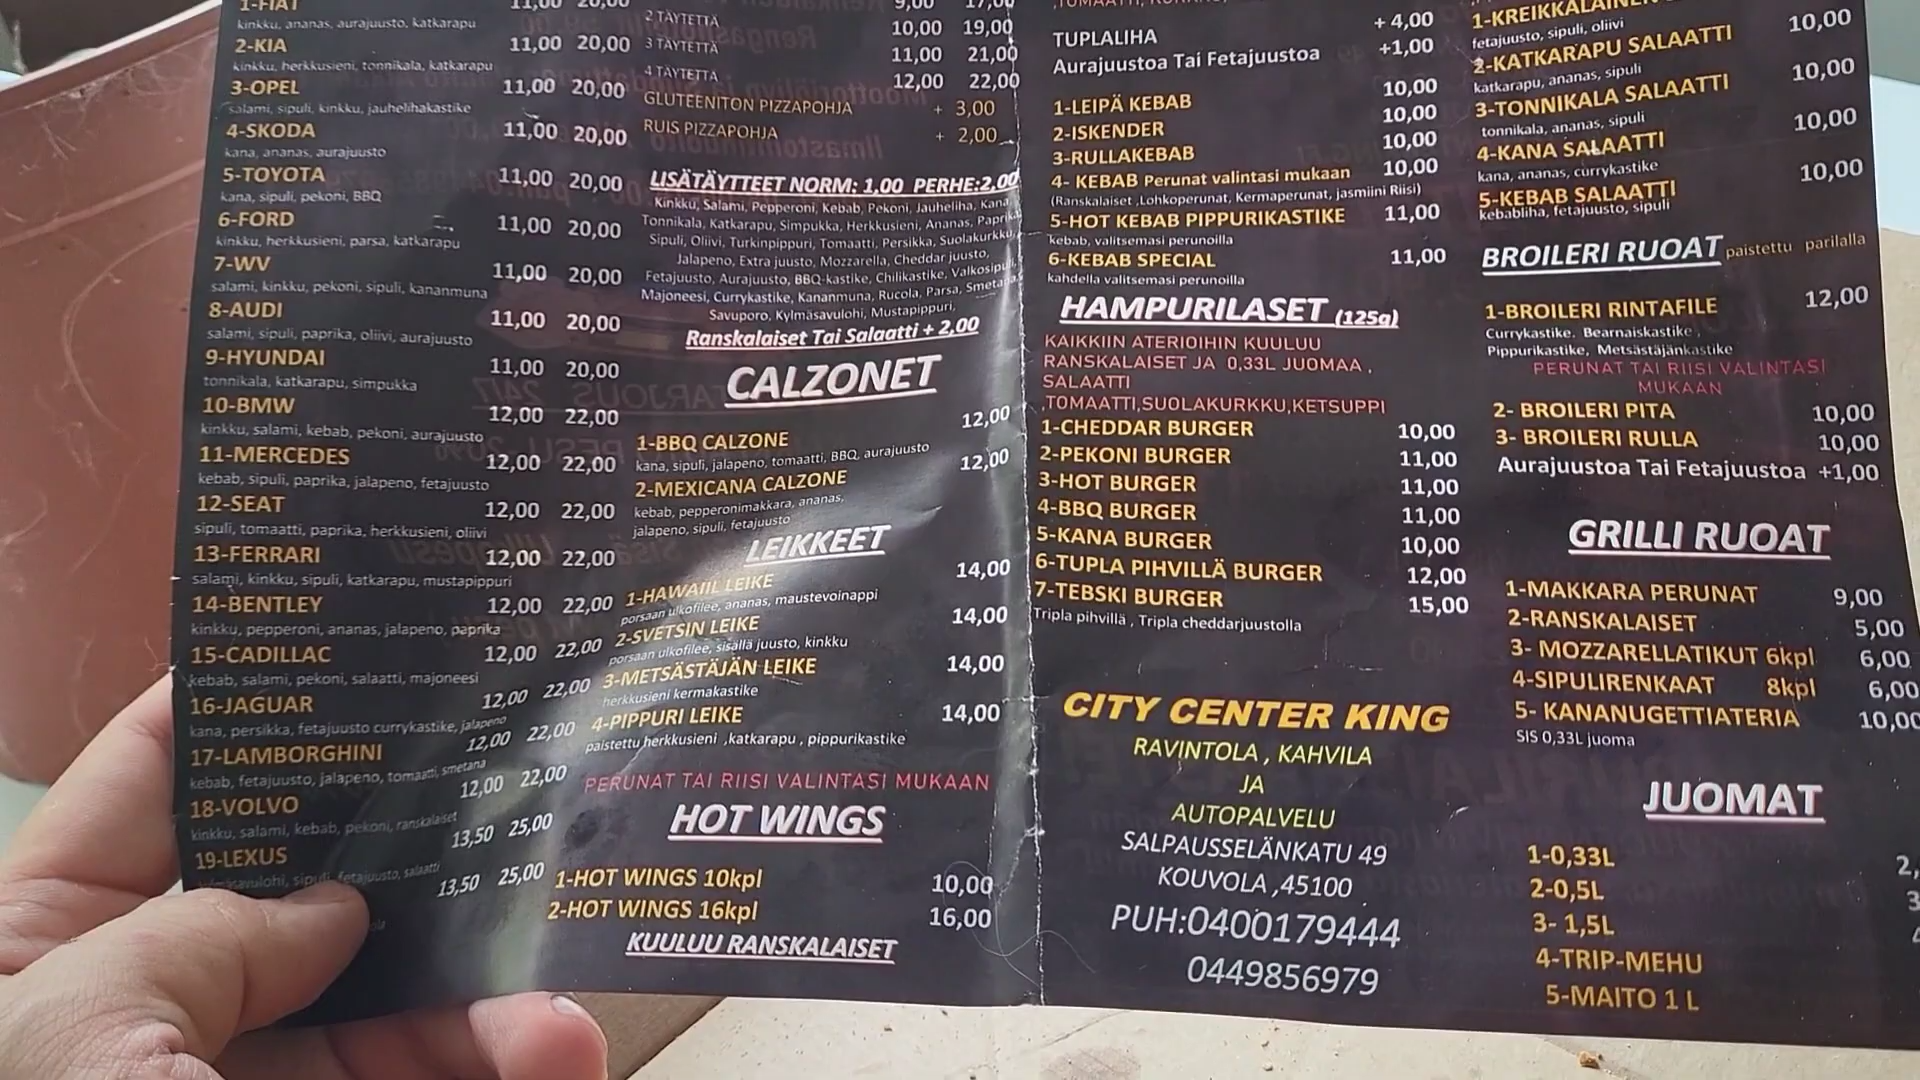 1-FIAT 11,00 20,00
kinkku, ananas, aurajuusto, katkarapu
2-KIA 11,00 20,00
kinkku, herkkusieni, tonnikala, katkarapu
3-OPEL 11,00 20,00
salami, sipuli, kinkku, jauhelihakastike
4-SKODA 11,00 20,00
kana, ananas, aurajuusto
5-TOYOTA 11,00 20,00
kana, sipuli, pekoni, BBQ
6-FORD 11,00 20,00
kinkku, herkkusieni, parsa, katkarapu
7-WV 11,00 20,00
salami, kinkku, pekoni, sipuli, kananmuna
8-AUDI 11,00 20,00
salami, sipuli, paprika, oliivi, aurajuusto
9-HYUNDAI 11,00 20,00
tonnikala, katkarapu, simpukka
10-BMW 12,00 22,00
kinkku, salami, kebab, pekoni, aurajuusto
11-MERCEDES 12,00 22,00
kebab, sipuli, paprika, jalapeno, fetajuusto
12-SEAT 12,00 22,00
sipuli, tomaatti, paprika, herkkusieni, oliivi
13-FERRARI 12,00 22,00
salami, kinkku, sipuli, katkarapu, mustapippuri
14-BENTLEY 12,00 22,00
kinkku, pepperoni, ananas, jalapeno, paprika
15-CADILLAC 12,00 22,00
kebab, salami, pekoni, salaatti, majoneesi
16-JAGUAR 12,00 22,00
kana, persikka, fetajuusto currykastike, jalapeno
17-LAMBORGHINI 12,00 22,00
kebab, fetajuusto, jalapeno, tomaatti, smetana
12,00 22,00
18-VOLVO
kinkku, salami, kebab, pekoni, ranskalaiset
13,50 25,00
19-LEXUS
kylmäsavulohi, sipuli, fetajuusto, salaatti
13,50 25,00
9,00 17,00
2 TÄYTETTÄ 10,00 19,00
3 TÄYTETTÄ 11,00 21,00
4 TÄYTETTÄ 12,00 22,00
GLUTEENITON PIZZAPOHJA + 3,00
RUIS PIZZAPOHJA + 2,00
LISÄTÄYTTEET NORM: 1,00 PERHE:2,00
Kinkku, Salami, Pepperoni, Kebab, Pekoni, Jauheliha, Kana
Tonnikala, Katkarapu, Simpukka, Herkkusieni, Ananas, Paprika
Sipuli, Oliivi, Turkinpippuri, Tomaatti, Persikka, Suolakurkku,
Jalapeno, Extra juusto, Mozzarella, Cheddar juusto,
Fetajuusto, Aurajuusto, BBQ-kastike, Chilikastike, Valkosipuli,
Majoneesi, Currykastike, Kananmuna, Rucola, Parsa, Smetana,
Savuporo, Kylmäsavulohi, Mustapippuri,
Ranskalaiset Tai Salaatti + 2,00
CALZONET
1-BBQ CALZONE 12,00
kana, sipuli, jalapeno, tomaatti, BBQ, aurajuusto
2-MEXICANA CALZONE 12,00
kebab, pepperonimakkara, ananas,
jalapeno, sipuli, fetajuusto
LEIKKEET
1-HAWAIIL LEIKE 14,00
porsaan ulkofilee, ananas, maustevoinappi
2-SVETSIN LEIKE 14,00
porsaan ulkofilee, sisällä juusto, kinkku
3-METSÄSTÄJÄN LEIKE 14,00
herkkusieni kermakastike
4-PIPPURI LEIKE 14,00
paistettu herkkusieni ,katkarapu , pippurikastike
PERUNAT TAI RIISI VALINTASI MUKAAN
HOT WINGS
1-HOT WINGS 10kpl 10,00
2-HOT WINGS 16kpl 16,00
KUULUU RANSKALAISET
TUPLALIHA + 4,00
Aurajuustoa Tai Fetajuustoa +1,00
1-LEIPÄ KEBAB 10,00
2-ISKENDER 10,00
3-RULLAKEBAB 10,00
4- KEBAB Perunat valintasi mukaan 10,00
(Ranskalaiset ,Lohkoperunat, Kermaperunat, jasmiini Riisi)
5-HOT KEBAB PIPPURIKASTIKE 11,00
kebab, valitsemasi perunoilla
6-KEBAB SPECIAL 11,00
kahdella valitsemasi perunoilla
HAMPURILASET (125g)
KAIKKIIN ATERIOIHIN KUULUU
RANSKALAISET JA 0,33L JUOMAA ,
SALAATTI
,TOMAATTI,SUOLAKURKKU,KETSUPPI
1-CHEDDAR BURGER 10,00
2-PEKONI BURGER 11,00
3-HOT BURGER 11,00
4-BBQ BURGER 11,00
5-KANA BURGER 10,00
6-TUPLA PIHVILLÄ BURGER 12,00
7-TEBSKI BURGER 15,00
Tripla pihvillä , Tripla cheddarjuustolla
CITY CENTER KING
RAVINTOLA , KAHVILA
JA
AUTOPALVELU
SALPAUSSELÄNKATU 49
KOUVOLA ,45100
PUH:0400179444
0449856979
1-KREIKKALAINEN
fetajuusto, sipuli, oliivi 10,00
2-KATKARAPU SALAATTI
katkarapu, ananas, sipuli 10,00
3-TONNIKALA SALAATTI
tonnikala, ananas, sipuli 10,00
4-KANA SALAATTI
kana, ananas, currykastike 10,00
5-KEBAB SALAATTI
kebabliha, fetajuusto, sipuli
BROILERI RUOAT paistettu parilalla
1-BROILERI RINTAFILE 12,00
Currykastike. Bearnaiskastike ,
Pippurikastike, Metsästäjänkastike
PERUNAT TAI RIISI VALINTASI
MUKAAN
2- BROILERI PITA 10,00
3- BROILERI RULLA 10,00
Aurajuustoa Tai Fetajuustoa +1,00
GRILLI RUOAT
1-MAKKARA PERUNAT 9,00
2-RANSKALAISET 5,00
3- MOZZARELLATIKUT 6kpl 6,00
4-SIPULIRENKAAT 8kpl 6,00
5- KANANUGETTIATERIA 10,00
SIS 0,33L juoma
JUOMAT
1-0,33L
2-0,5L
3- 1,5L
4-TRIP-MEHU
5-MAITO 1 L